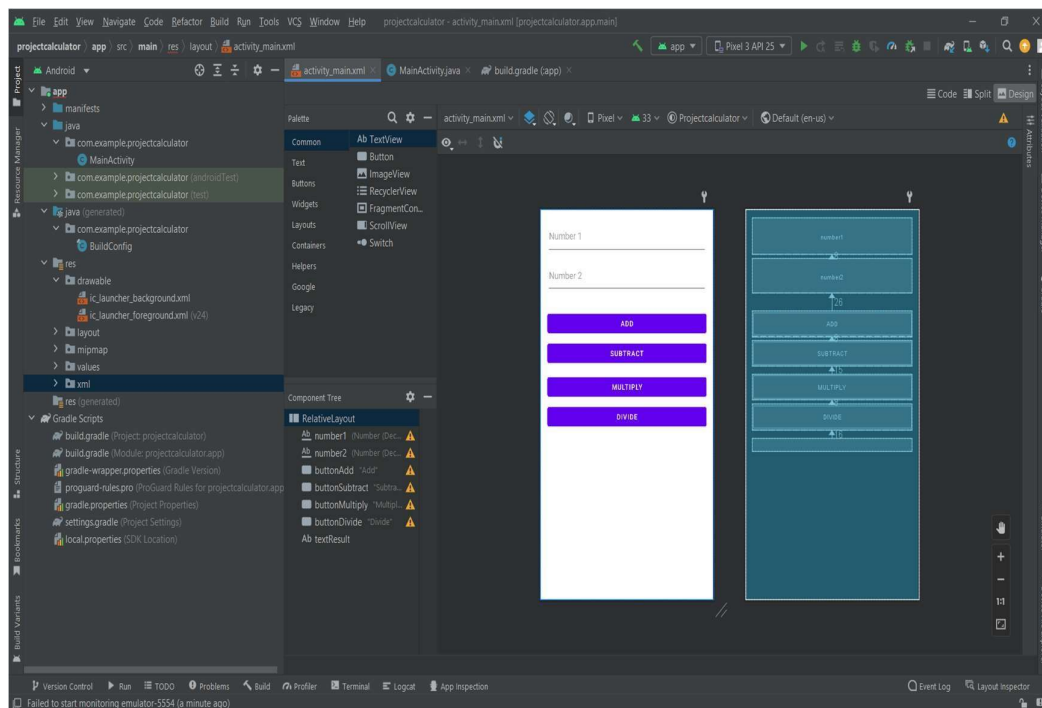 File Edit View Navigate Code Refactor Build Run Tools VCS Window Help projectcalculator - activity_main.xml [projectcalculator.app.main]
projectcalculator app src main res layout activity_main.xml
app Pixel 3 API 25
Android
activity_main.xml MainActivity.java build.gradle (:app)
Code Split Design
Project
Resource Manager
Structure
Bookmarks
Build Variants
app
manifests
java
com.example.projectcalculator
MainActivity
com.example.projectcalculator (androidTest)
com.example.projectcalculator (test)
java (generated)
com.example.projectcalculator
BuildConfig
res
drawable
ic_launcher_background.xml
ic_launcher_foreground.xml (v24)
layout
mipmap
values
xml
res (generated)
Gradle Scripts
build.gradle (Project: projectcalculator)
build.gradle (Module: projectcalculator.app)
gradle-wrapper.properties (Gradle Version)
proguard-rules.pro (ProGuard Rules for projectcalculator.app
gradle.properties (Project Properties)
settings.gradle (Project Settings)
local.properties (SDK Location)
Palette
Common
Text
Buttons
Widgets
Layouts
Containers
Helpers
Google
Legacy
Ab TextView
Button
ImageView
RecyclerView
FragmentCon...
ScrollView
Switch
Component Tree
RelativeLayout
Ab number1 (Number (Dec...
Ab number2 (Number (Dec...
buttonAdd "Add"
buttonSubtract "Subtra...
buttonMultiply "Multipl...
buttonDivide "Divide"
Ab textResult
activity_main.xml Pixel 33 Projectcalculator Default (en-us)
Attributes
Number 1
Number 2
ADD
SUBTRACT
MULTIPLY
DIVIDE
number1
8
number2
26
ADD
SUBTRACT
15
MULTIPLY
DIVIDE
16
1:1
Version Control Run TODO Problems Build Profiler Terminal Logcat App Inspection
Event Log Layout Inspector
Failed to start monitoring emulator-5554 (a minute ago)